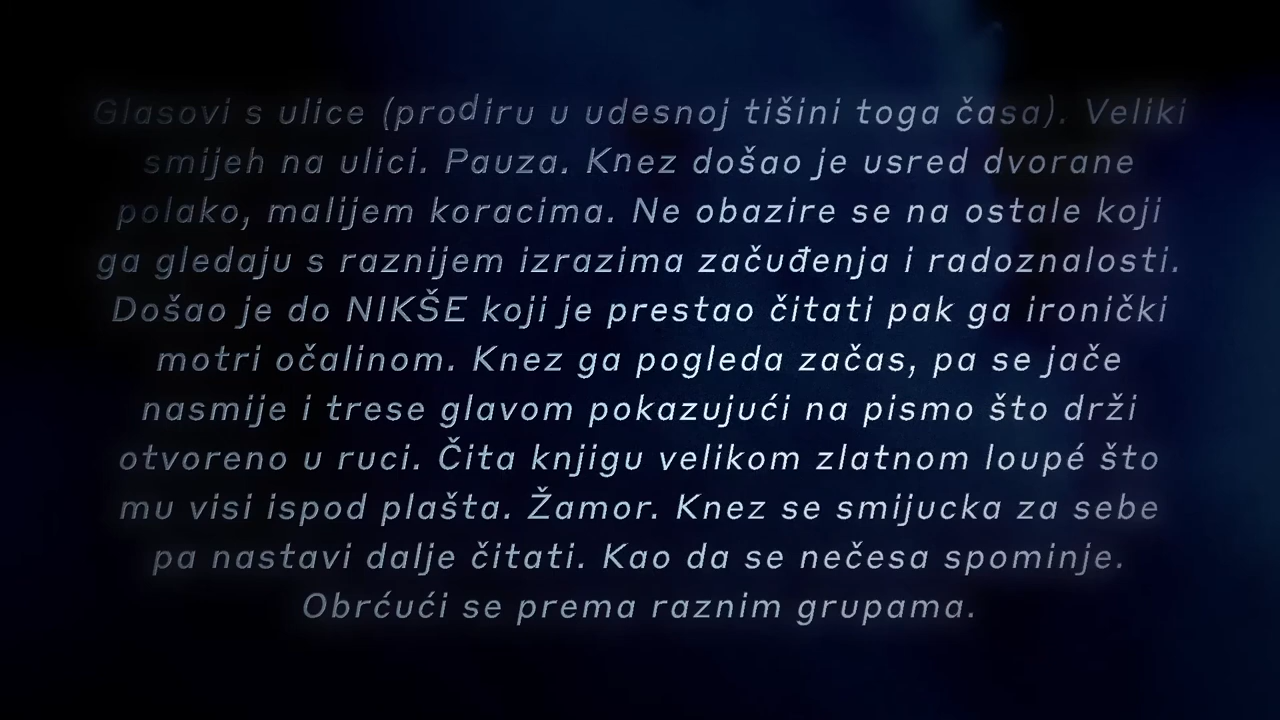 Glasovi s ulice (prodiru u udesnoj tišini toga časa). Veliki
smijeh na ulici. Pauza. Knez došao je usred dvorane
polako, malijem koracima. Ne obazire se na ostale koji
ga gledaju s raznijem izrazima začuđenja i radoznalosti.
Došao je do NIKŠE koji je prestao čitati pak ga ironički
motri očalinom. Knez ga pogleda začas, pa se jače
nasmije i trese glavom pokazujući na pismo što drži
otvoreno u ruci. Čita knjigu velikom zlatnom loupé što
mu visi ispod plašta. Žamor. Knez se smijucka za sebe
pa nastavi dalje čitati. Kao da se nečesa spominje.
Obrćući se prema raznim grupama.